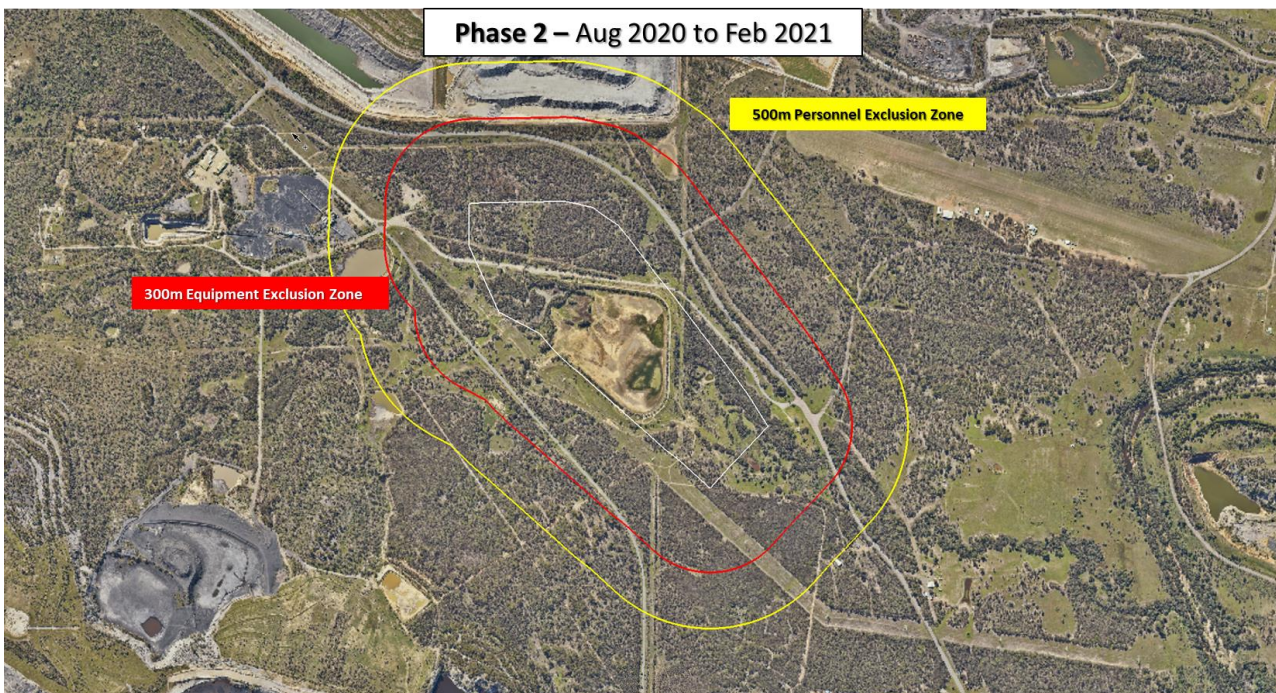 Phase 2 – Aug 2020 to Feb 2021
500m Personnel Exclusion Zone
300m Equipment Exclusion Zone